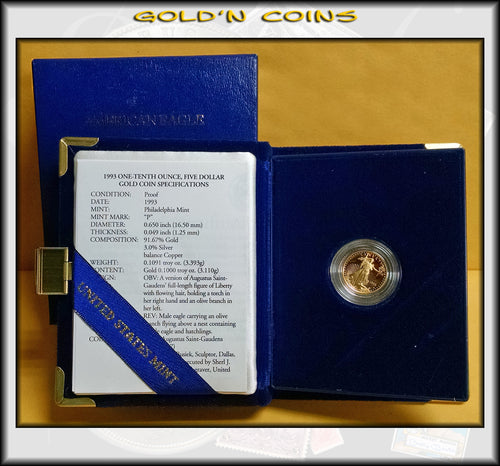 GOLD'N COINS
AMERICAN EAGLE
1993 ONE-TENTH OUNCE, FIVE DOLLAR
GOLD COIN SPECIFICATIONS
CONDITION: Proof
DATE: 1993
MINT: Philadelphia Mint
MINT MARK: "P"
DIAMETER: 0.650 inch (16.50 mm)
THICKNESS: 0.049 inch (1.25 mm)
COMPOSITION: 91.67% Gold
3.0% Silver
balance Copper
WEIGHT: 0.1091 troy oz. (3.393g)
CONTENT: Gold 0.1000 troy oz. (3.110g)
DESIGN: OBV: A version of Augustus Saint-
Gaudens' full-length figure of Liberty
with flowing hair, holding a torch in
her right hand and an olive branch in
her left.
REV: Male eagle carrying an olive
branch flying above a nest containing
eagle and hatchlings.
Augustus Saint-Gaudens
Sculptor, Dallas,
executed by Sherl J.
United
UNITED STATES MINT